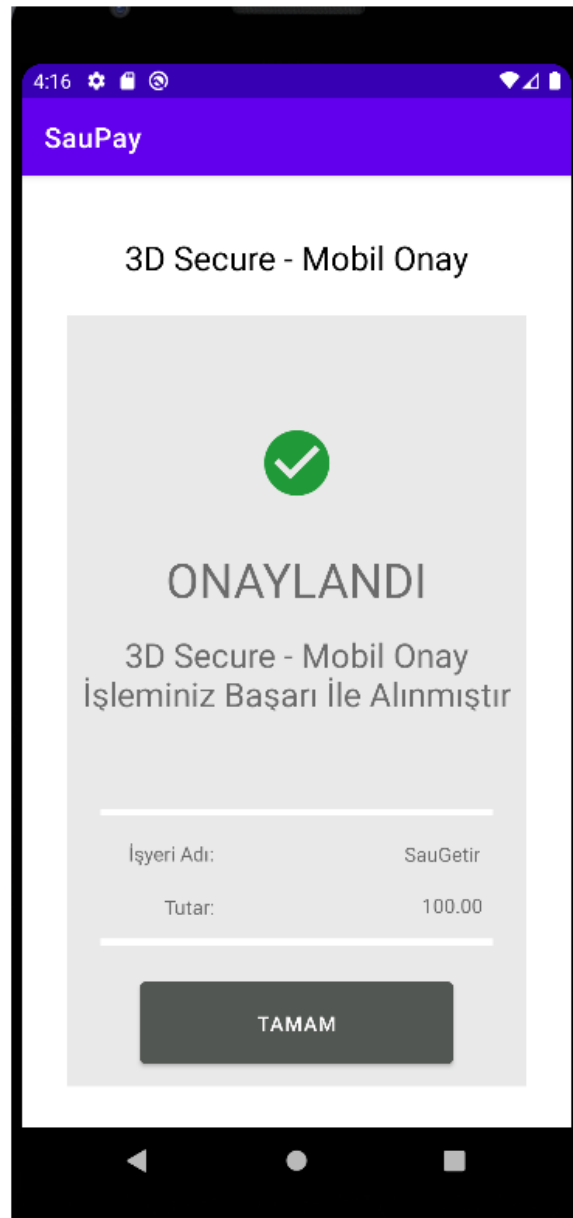 4:16
SauPay
3D Secure - Mobil Onay
ONAYLANDI
3D Secure - Mobil Onay
İşleminiz Başarı İle Alınmıştır
İşyeri Adı: SauGetir
Tutar: 100.00
TAMAM